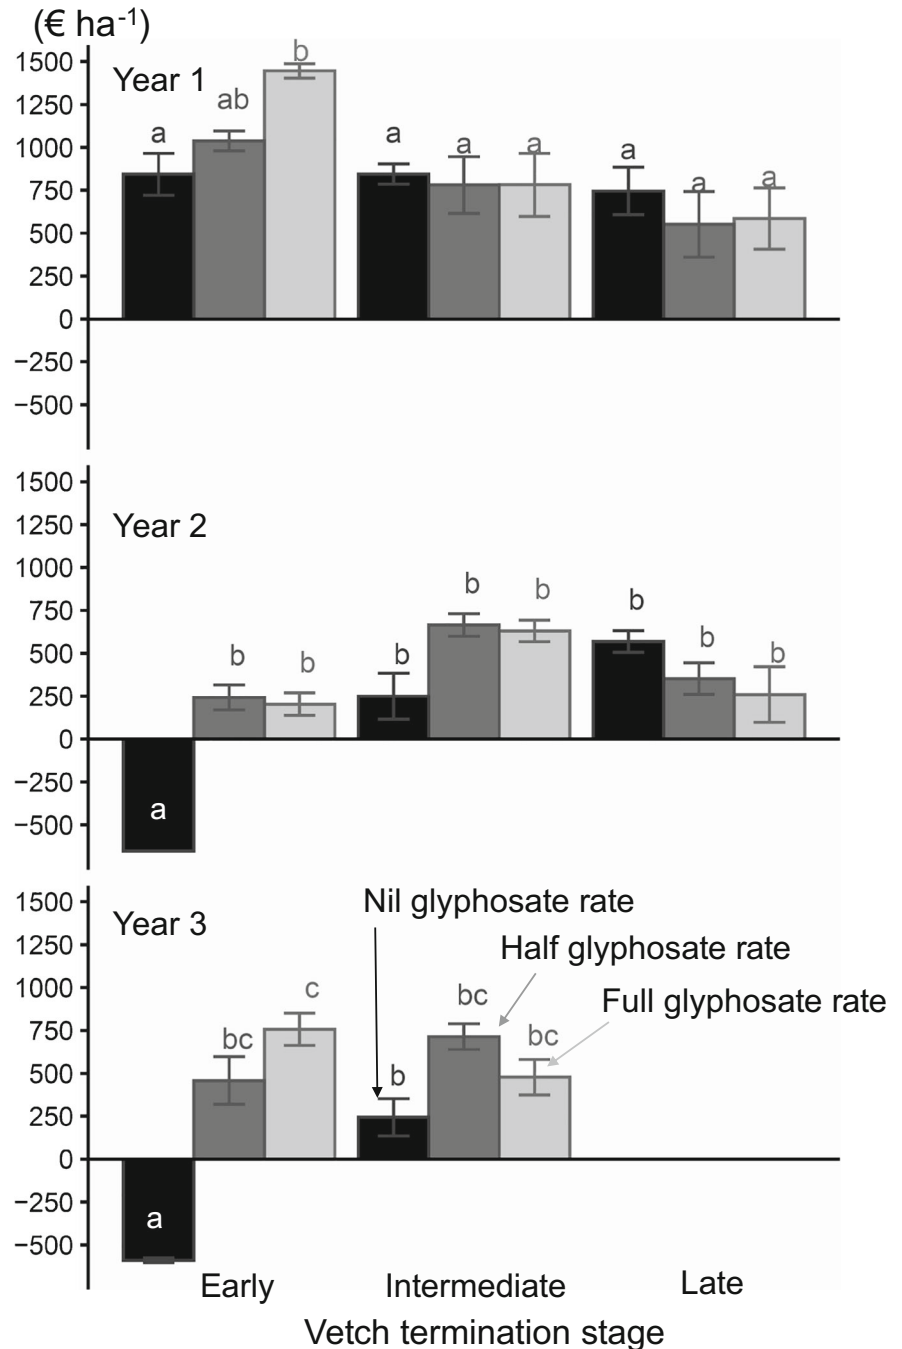 (€ ha-1)
1500
1250
1000
750
500
250
0
−250
−500
Year 1
a
ab
b
a
a
a
a
a
a
1500
1250
1000
750
500
250
0
−250
−500
Year 2
a
b
b
b
b
b
b
b
b
1500
1250
1000
750
500
250
0
−250
−500
Year 3
Nil glyphosate rate
Half glyphosate rate
Full glyphosate rate
a
bc
c
b
bc
bc
Early Intermediate Late
Vetch termination stage